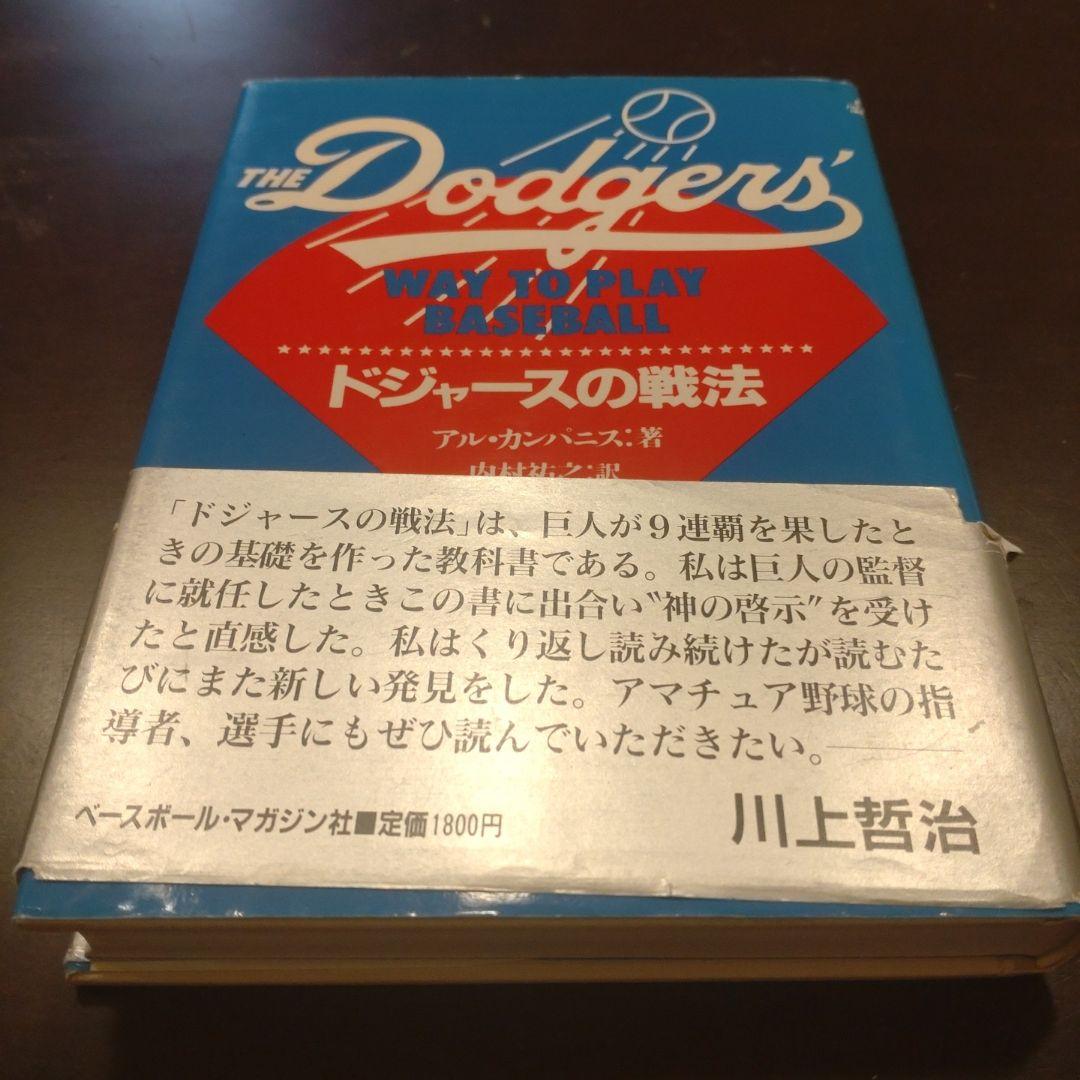 THE Dodgers'
WAY TO PLAY
BASEBALL
ドジャースの戦法
アル・カンパニス:著
内村祐之:訳
「ドジャースの戦法」は、巨人が9連覇を果したと
きの基礎を作った教科書である。私は巨人の監督
に就任したときこの書に出合い〝神の啓示〟を受け
たと直感した。私はくり返し読み続けたが読むた
びにまた新しい発見をした。アマチュア野球の指
導者、選手にもぜひ読んでいただきたい。――
川上哲治
ベースボール・マガジン社■定価1800円